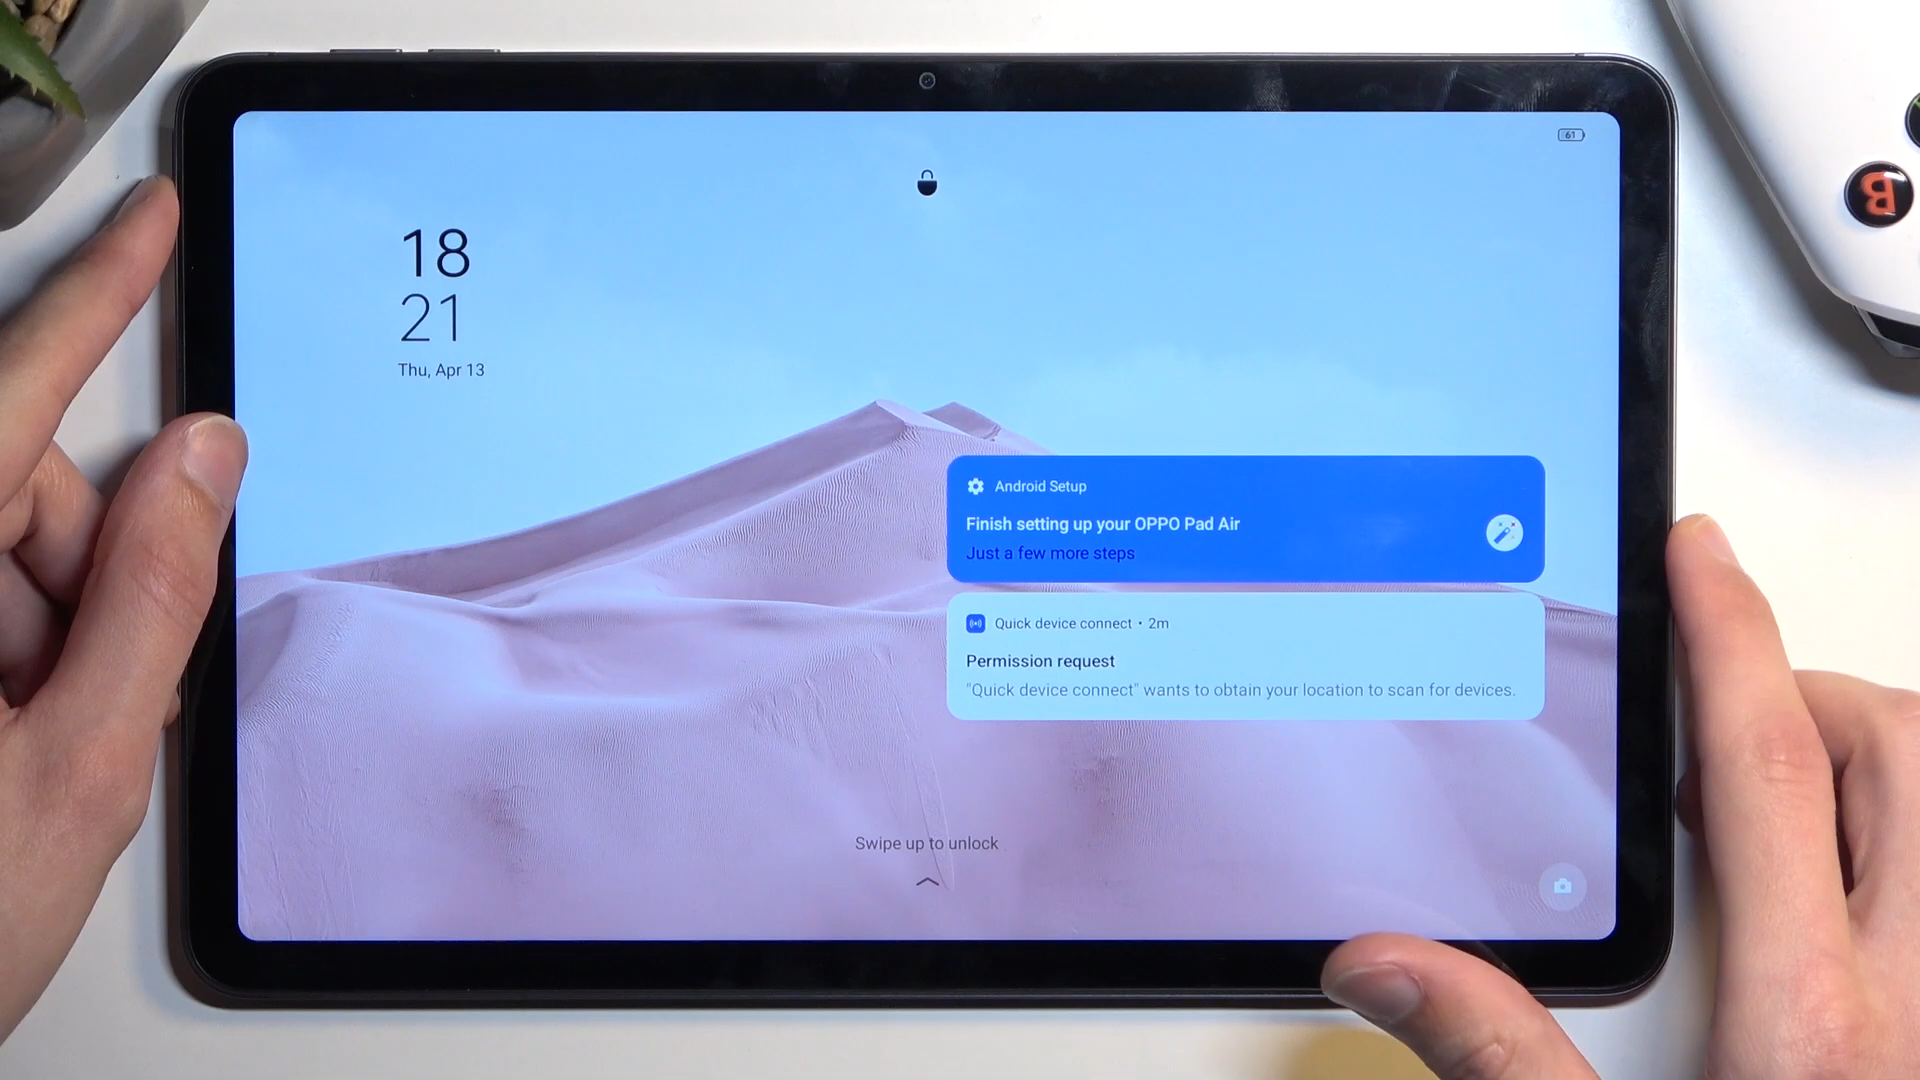 61
18
21
Thu, Apr 13
Android Setup
Finish setting up your OPPO Pad Air
Just a few more steps
Quick device connect • 2m
Permission request
"Quick device connect" wants to obtain your location to scan for devices.
Swipe up to unlock
B